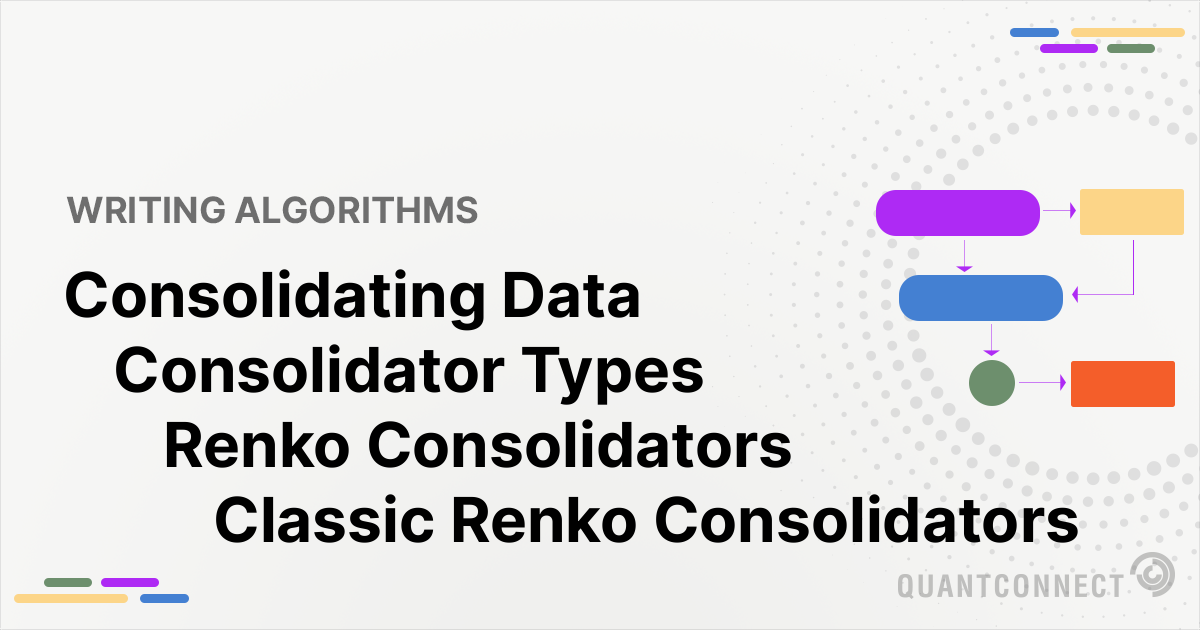 WRITING ALGORITHMS
Consolidating Data
Consolidator Types
Renko Consolidators
Classic Renko Consolidators
QUANTCONNECT